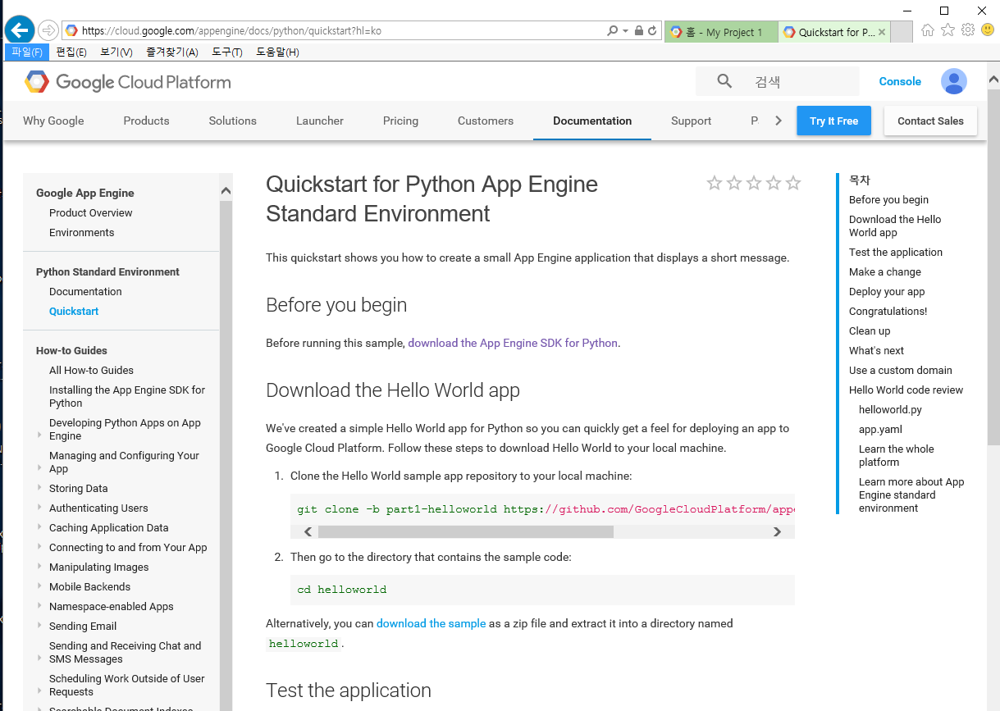 https://cloud.google.com/appengine/docs/python/quickstart?hl=ko
홈 - My Project 1
Quickstart for P...
파일(F) 편집(E) 보기(V) 즐겨찾기(A) 도구(T) 도움말(H)
Google Cloud Platform
검색
Console
Why Google Products Solutions Launcher Pricing Customers Documentation Support
Try It Free
Contact Sales
Google App Engine
Product Overview
Environments
Python Standard Environment
Documentation
Quickstart
How-to Guides
All How-to Guides
Installing the App Engine SDK for
Python
Developing Python Apps on App
Engine
Managing and Configuring Your
App
Storing Data
Authenticating Users
Caching Application Data
Connecting to and from Your App
Manipulating Images
Mobile Backends
Namespace-enabled Apps
Sending Email
Sending and Receiving Chat and
SMS Messages
Scheduling Work Outside of User
Requests
Searchable Document Indexes
Quickstart for Python App Engine
Standard Environment
This quickstart shows you how to create a small App Engine application that displays a short message.
Before you begin
Before running this sample, download the App Engine SDK for Python.
Download the Hello World app
We've created a simple Hello World app for Python so you can quickly get a feel for deploying an app to
Google Cloud Platform. Follow these steps to download Hello World to your local machine.
1. Clone the Hello World sample app repository to your local machine:
git clone -b part1-helloworld https://github.com/GoogleCloudPlatform/app
2. Then go to the directory that contains the sample code:
cd helloworld
Alternatively, you can download the sample as a zip file and extract it into a directory named
helloworld.
Test the application
목차
Before you begin
Download the Hello
World app
Test the application
Make a change
Deploy your app
Congratulations!
Clean up
What's next
Use a custom domain
Hello World code review
helloworld.py
app.yaml
Learn the whole
platform
Learn more about App
Engine standard
environment